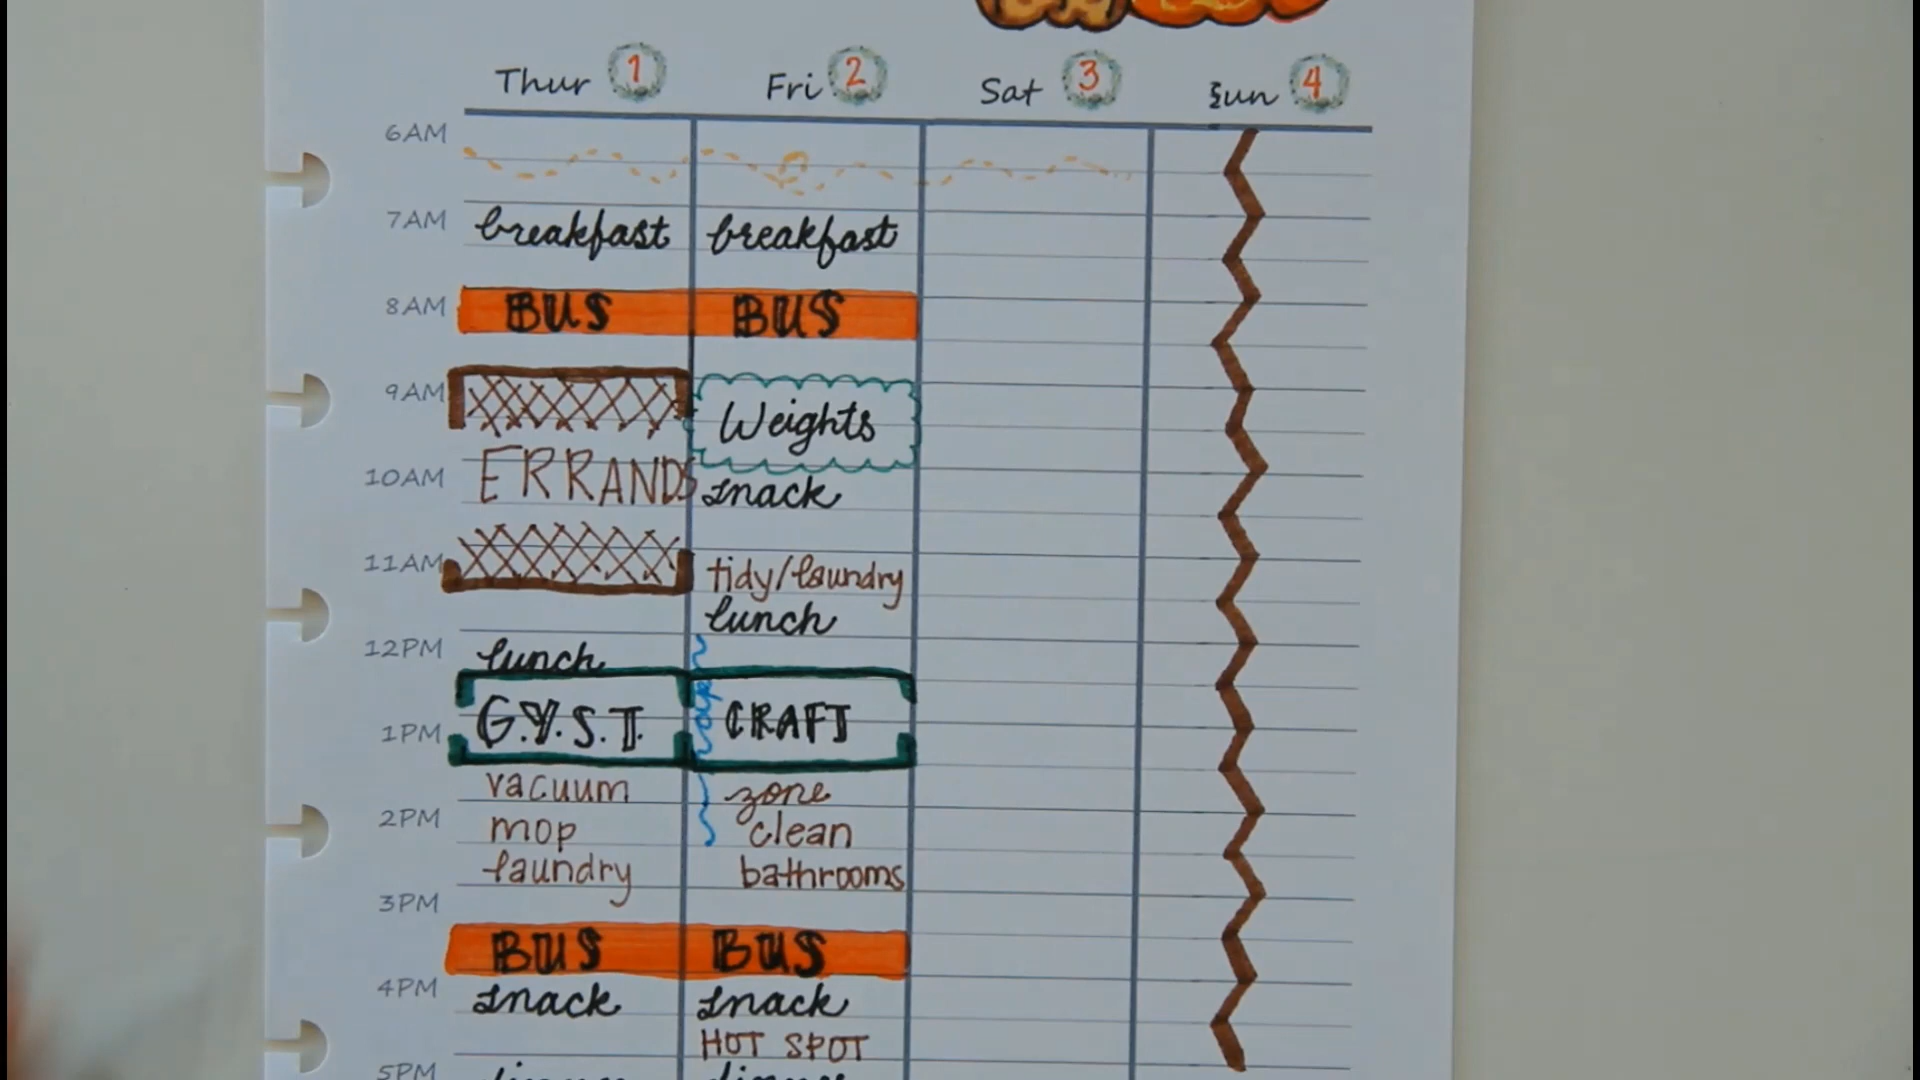 Thur 1 Fri 2 Sat 3 Sun 4
6AM
7AM breakfast breakfast
8AM BUS BUS
9AM Weights
10AM ERRANDS snack
11AM tidy/laundry
lunch
12PM lunch
1PM G.Y.S.T. CRAFT
vacuum zone
2PM mop clean
laundry bathrooms
3PM
BUS BUS
4PM snack snack
HOT SPOT
5PM dinner dinner